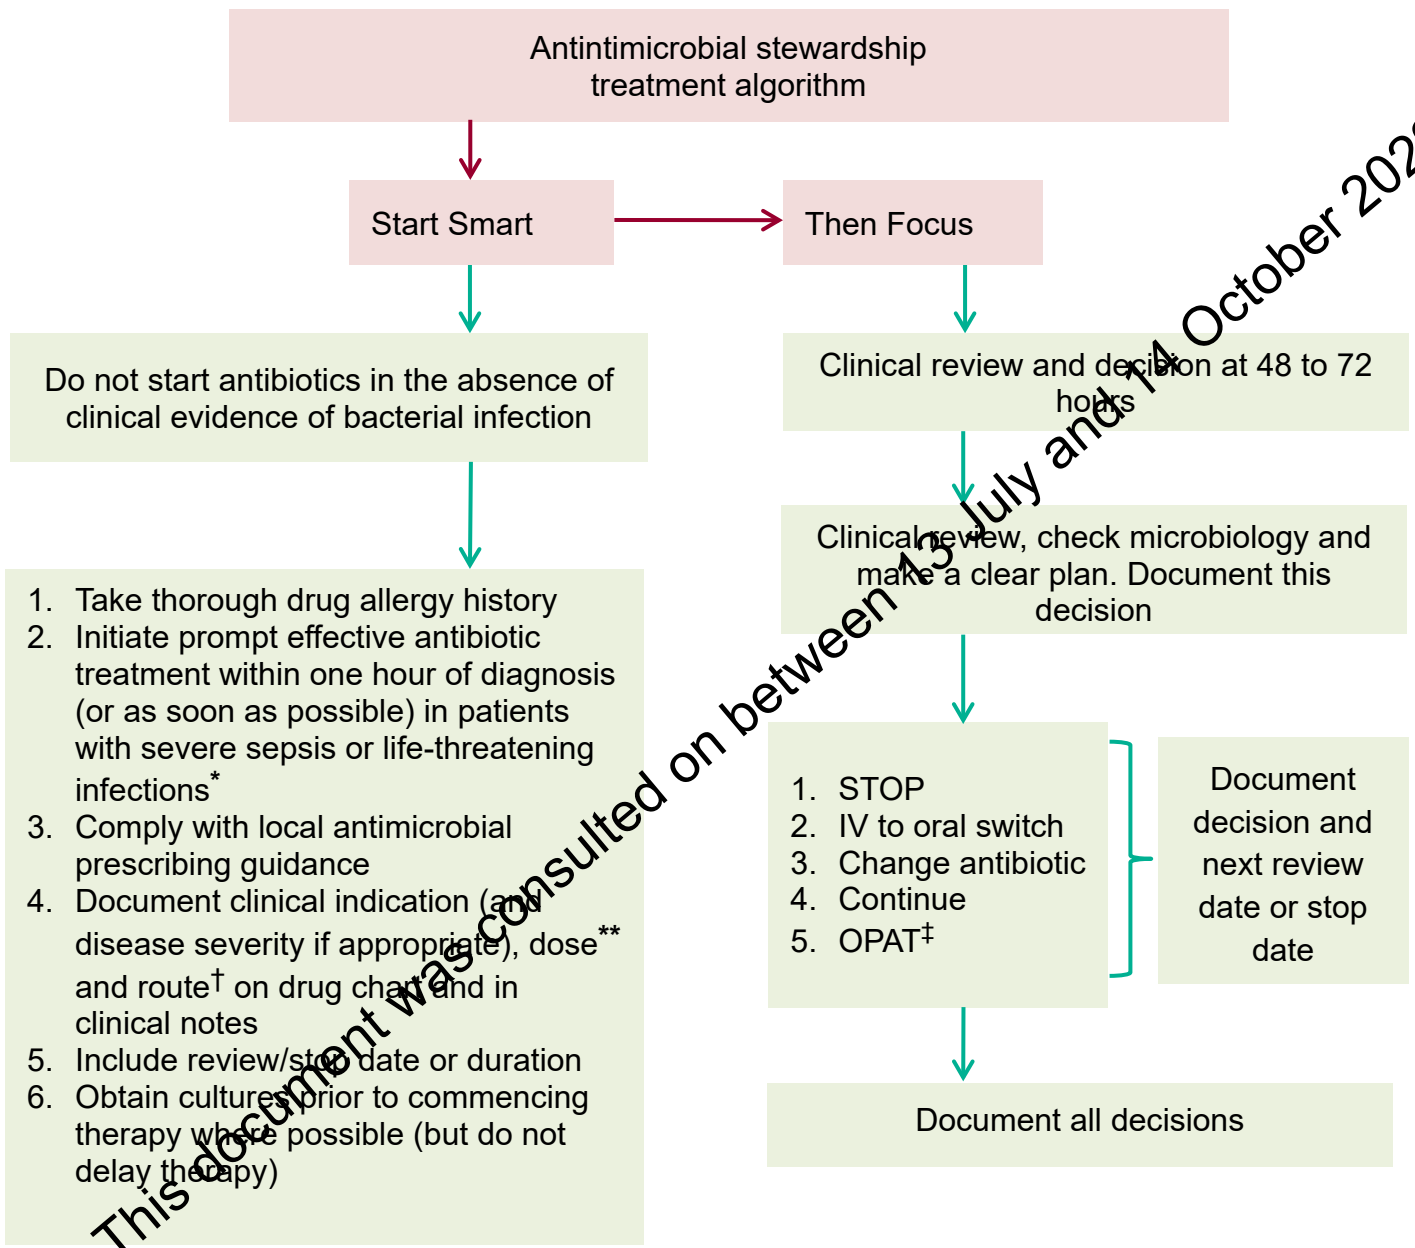 Antintimicrobial stewardship
treatment algorithm
Start Smart
Then Focus
Do not start antibiotics in the absence of
clinical evidence of bacterial infection
1. Take thorough drug allergy history
2. Initiate prompt effective antibiotic
treatment within one hour of diagnosis
(or as soon as possible) in patients
with severe sepsis or life-threatening
infections*
3. Comply with local antimicrobial
prescribing guidance
4. Document clinical indication (and
disease severity if appropriate), dose**
and route† on drug chart and in
clinical notes
5. Include review/stop date or duration
6. Obtain cultures prior to commencing
therapy where possible (but do not
delay therapy)
Clinical review and decision at 48 to 72
hours
Clinical review, check microbiology and
make a clear plan. Document this
decision
1. STOP
2. IV to oral switch
3. Change antibiotic
4. Continue
5. OPAT‡
Document
decision and
next review
date or stop
date
Document all decisions
This document was consulted on between 13 July and 14 October